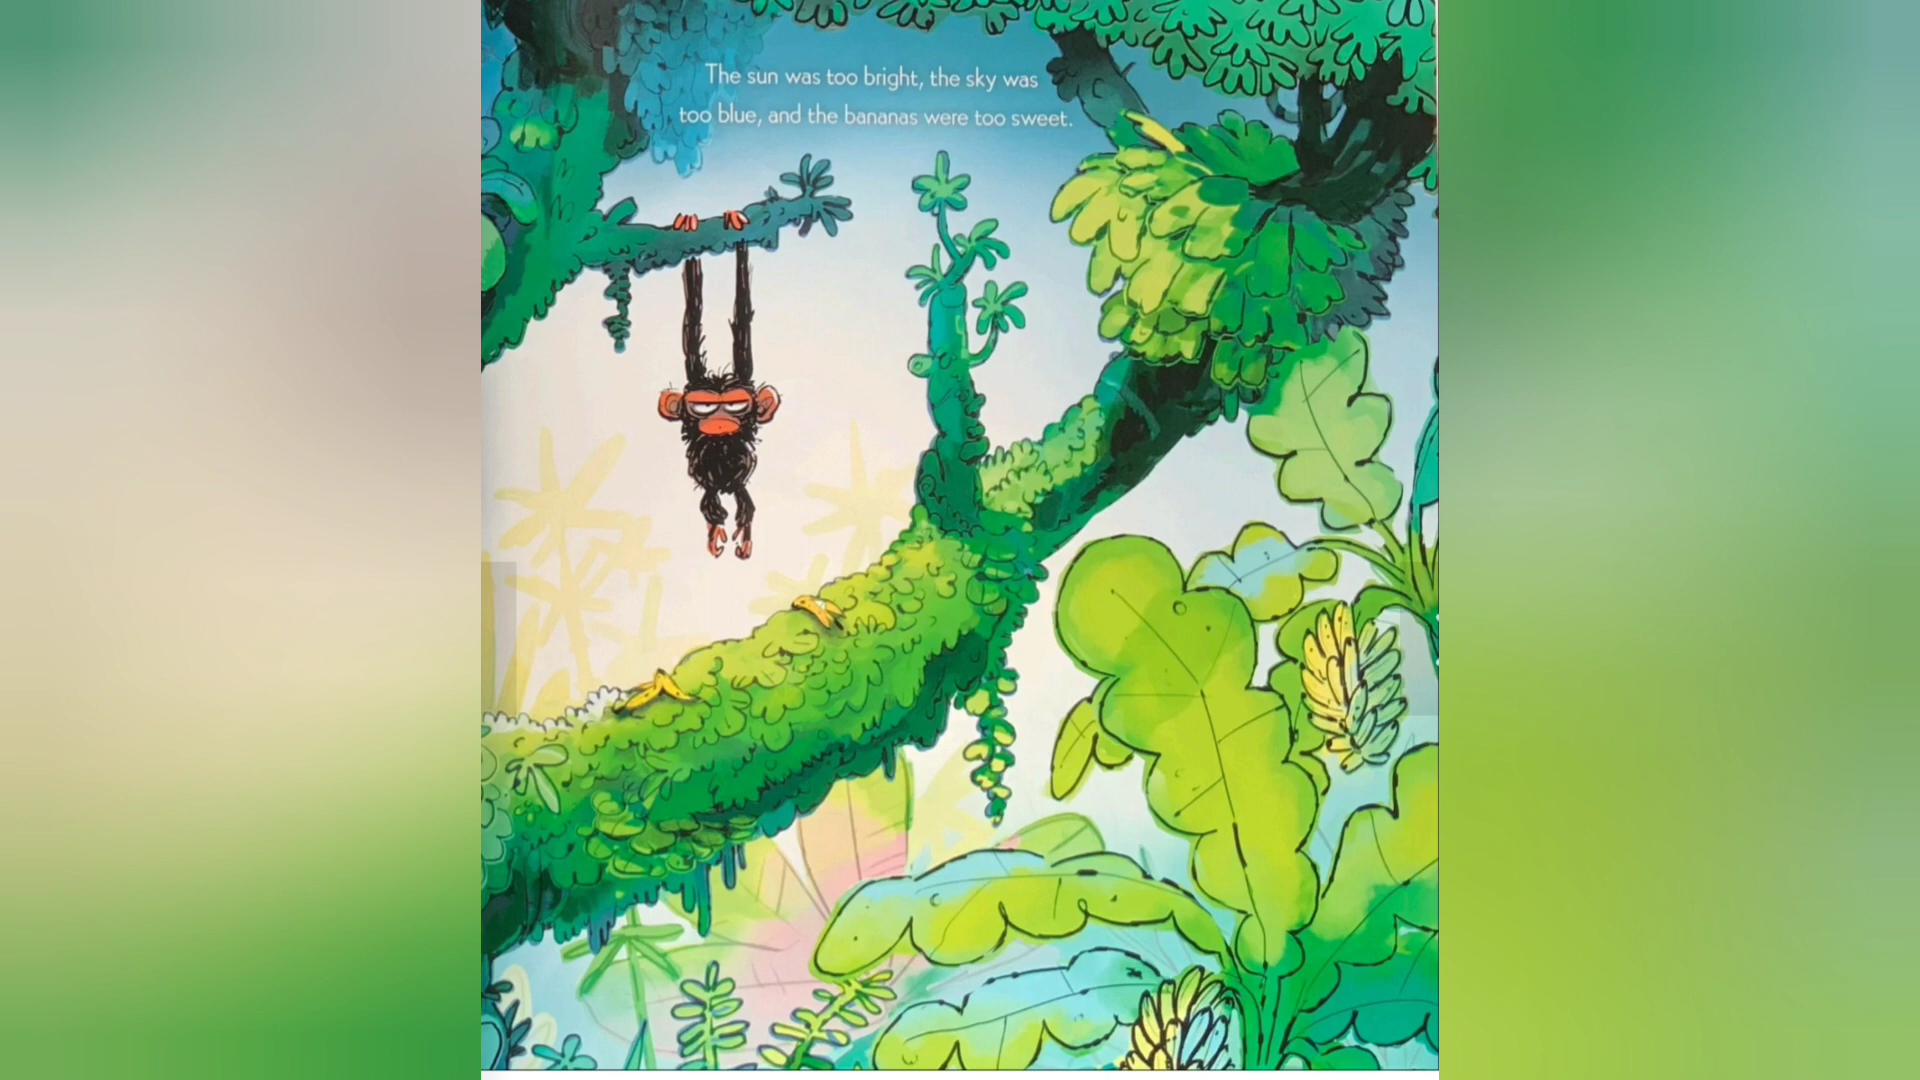 The sun was too bright, the sky was
too blue, and the bananas were too sweet.